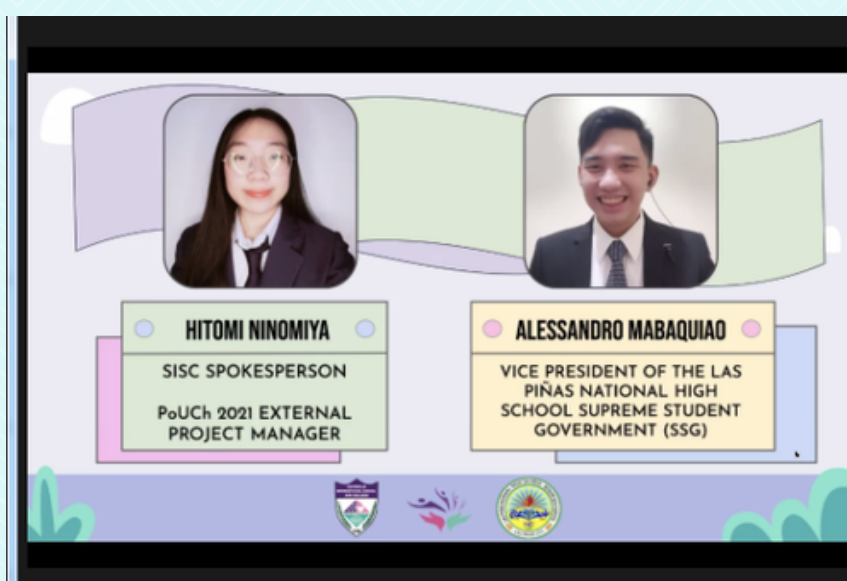 HITOMI NINOMIYA
SISC SPOKESPERSON
PoUCh 2021 EXTERNAL
PROJECT MANAGER
ALESSANDRO MABAQUIAO
VICE PRESIDENT OF THE LAS
PIÑAS NATIONAL HIGH
SCHOOL SUPREME STUDENT
GOVERNMENT (SSG)